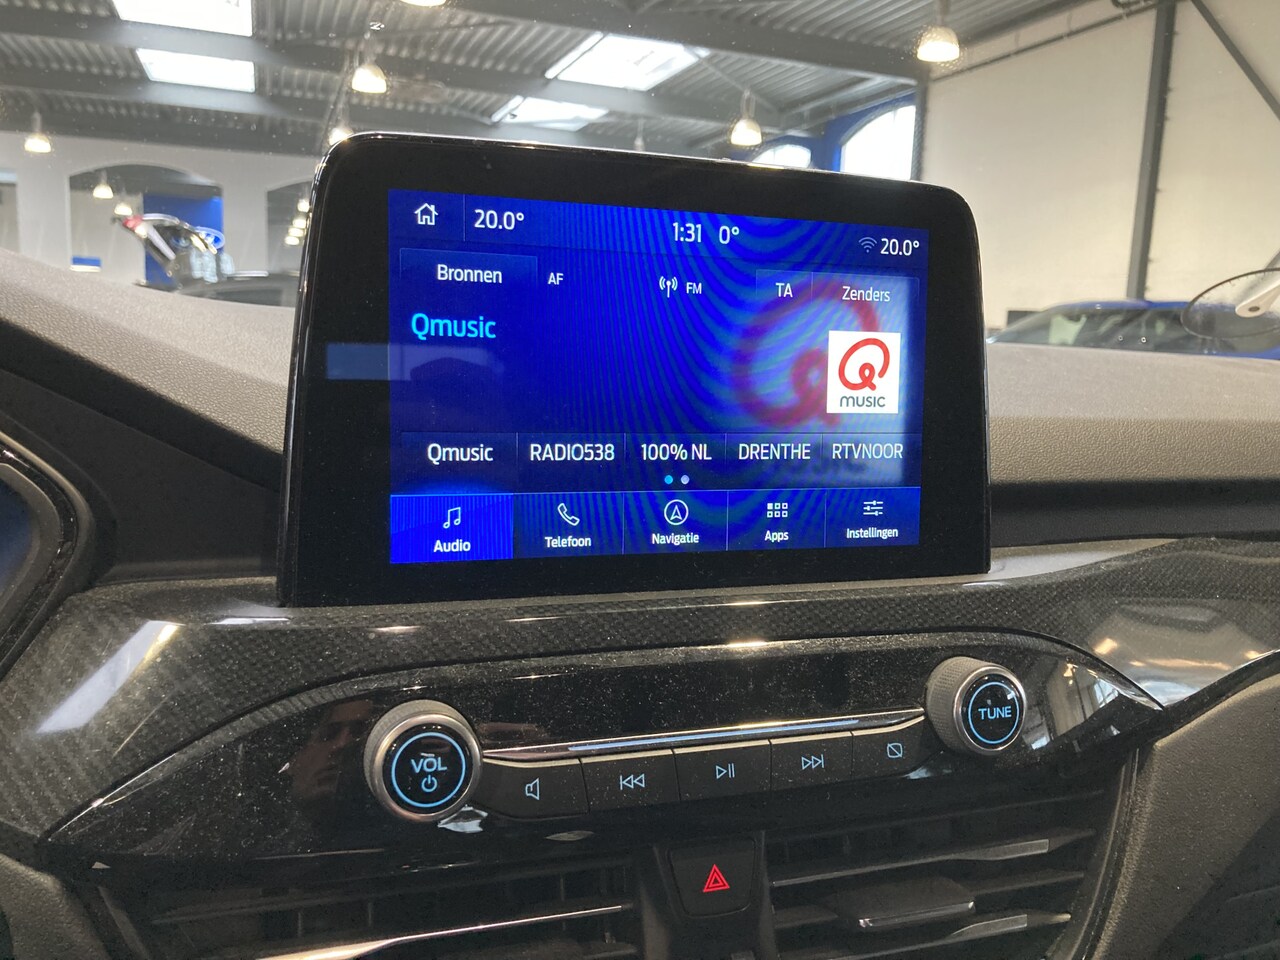 20.0°
1:31 0°
20.0°
Bronnen
AF
FM
TA
Zenders
Qmusic
Q
music
Qmusic
RADIO538
100% NL
DRENTHE
RTVNOOR
Audio
Telefoon
Navigatie
Apps
Instellingen
VOL
TUNE